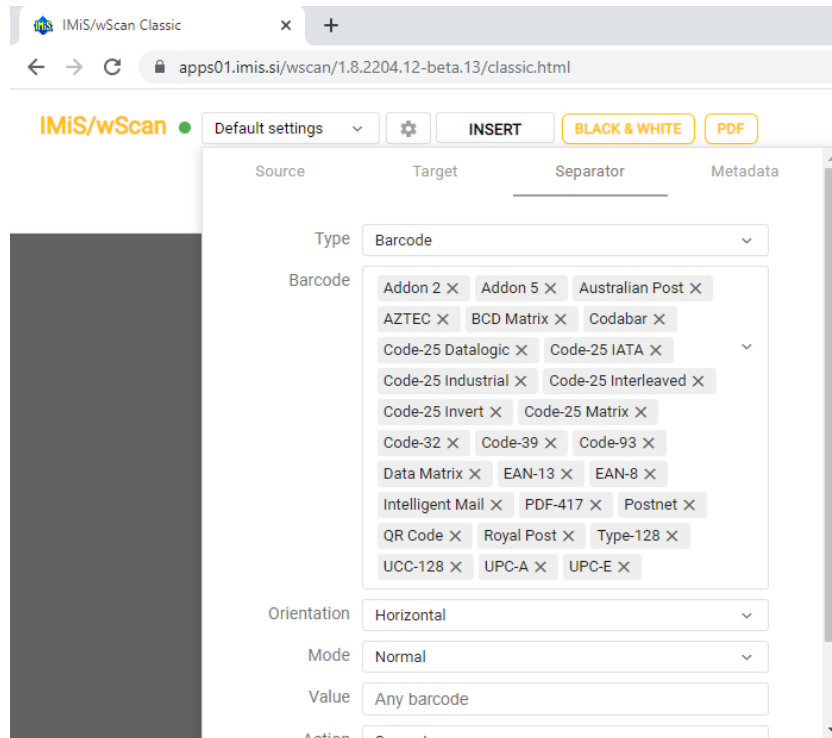 IMiS/wScan Classic
apps01.imis.si/wscan/1.8.2204.12-beta.13/classic.html
IMiS/wScan Default settings INSERT BLACK & WHITE PDF
Source Target Separator Metadata
Type Barcode
Barcode Addon 2 Addon 5 Australian Post
AZTEC BCD Matrix Codabar
Code-25 Datalogic Code-25 IATA
Code-25 Industrial Code-25 Interleaved
Code-25 Invert Code-25 Matrix
Code-32 Code-39 Code-93
Data Matrix EAN-13 EAN-8
Intelligent Mail PDF-417 Postnet
QR Code Royal Post Type-128
UCC-128 UPC-A UPC-E
Orientation Horizontal
Mode Normal
Value Any barcode
Action